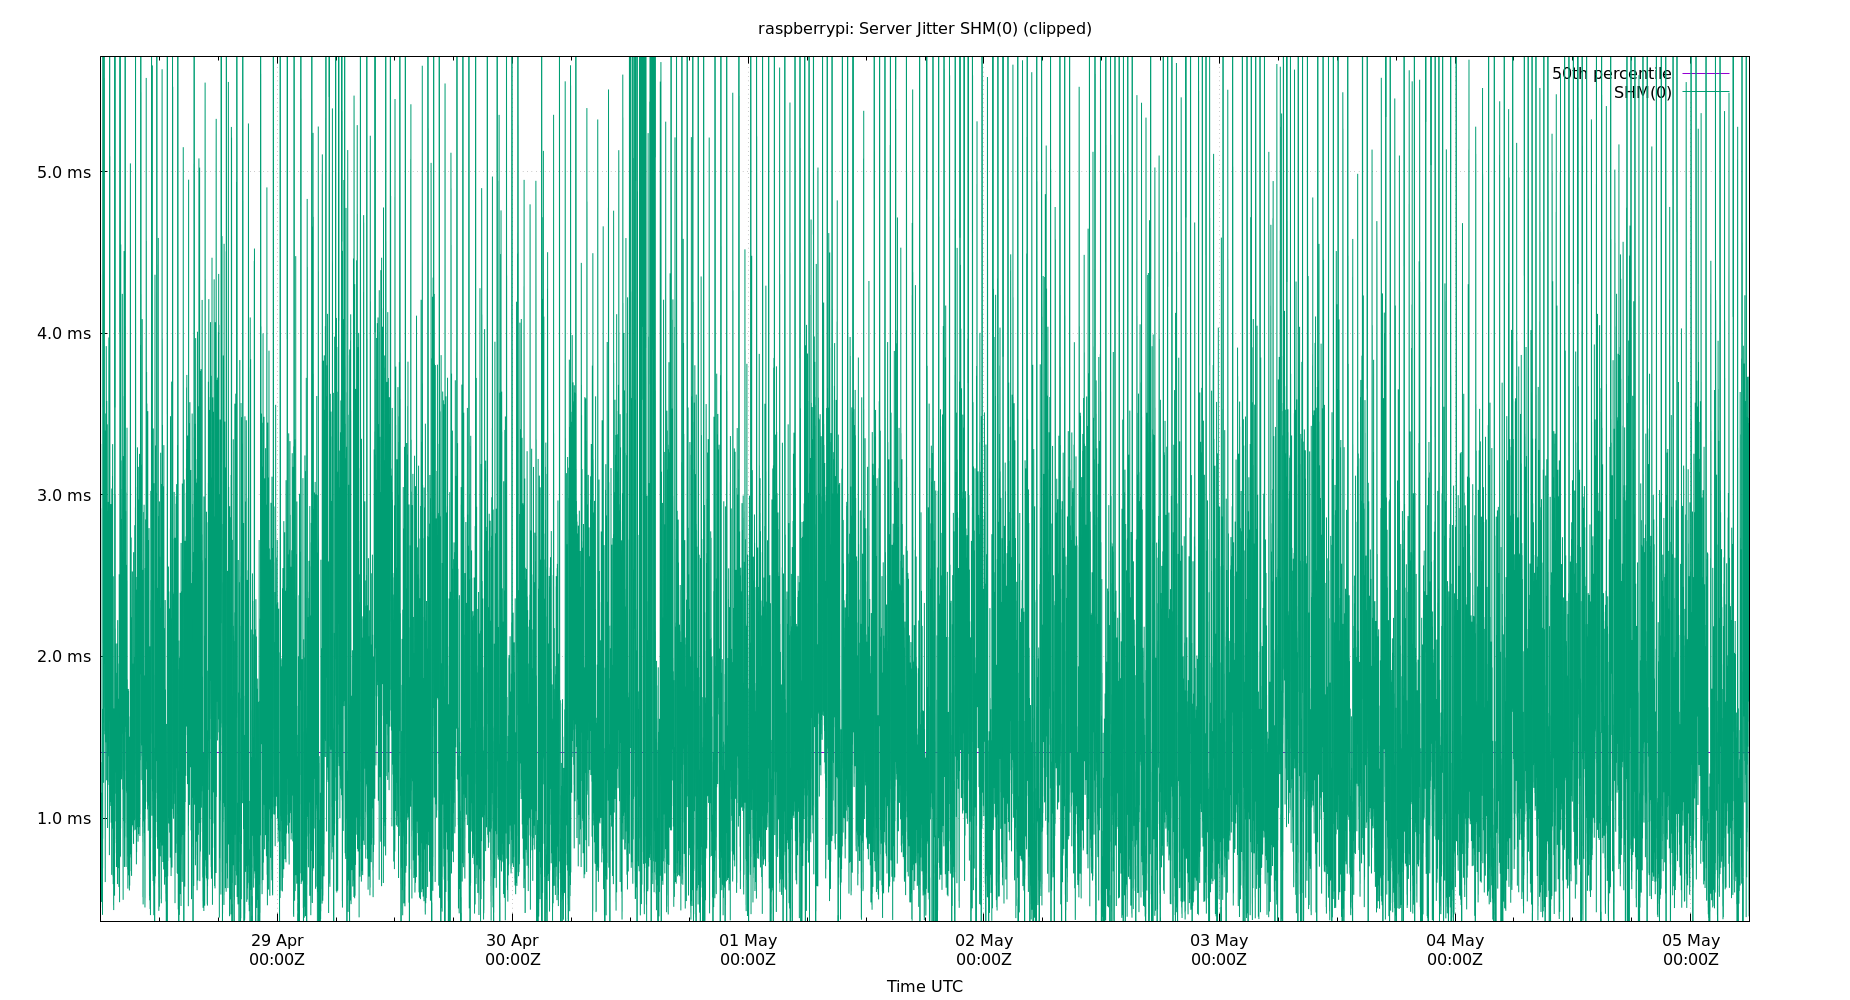 raspberrypi: Server Jitter SHM(0) (clipped)
50th percentile
SHM(0)
5.0 ms
4.0 ms
3.0 ms
2.0 ms
1.0 ms
29 Apr 30 Apr 01 May 02 May 03 May 04 May 05 May
00:00Z 00:00Z 00:00Z 00:00Z 00:00Z 00:00Z 00:00Z
Time UTC